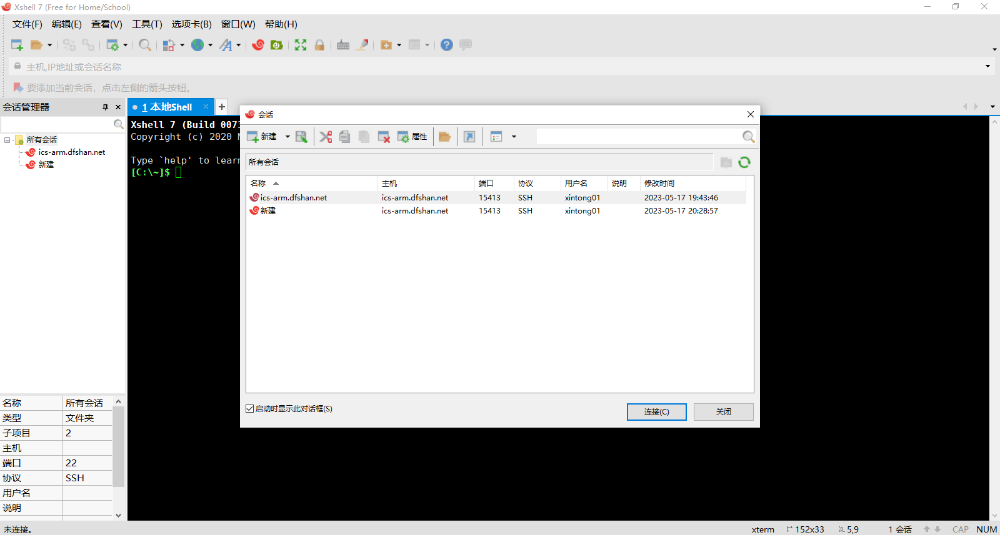 Xshell 7 (Free for Home/School)
文件(F) 编辑(E) 查看(V) 工具(T) 选项卡(B) 窗口(W) 帮助(H)
主机,IP地址或会话名称
要添加当前会话，点击左侧的箭头按钮。
会话管理器
1 本地Shell
所有会话
ics-arm.dfshan.net
新建
Xshell 7 (Build 0073
Copyright (c) 2020 N
Type `help' to learn
[C:\~]$
会话
新建 属性
所有会话
名称 主机 端口 协议 用户名 说明 修改时间
ics-arm.dfshan.net ics-arm.dfshan.net 15413 SSH xintong01 2023-05-17 19:43:46
新建 ics-arm.dfshan.net 15413 SSH xintong01 2023-05-17 20:28:57
启动时显示此对话框(S)
连接(C) 关闭
名称 所有会话
类型 文件夹
子项目 2
主机
端口 22
协议 SSH
用户名
说明
未连接。
xterm 152x33 5,9 1 会话 CAP NUM